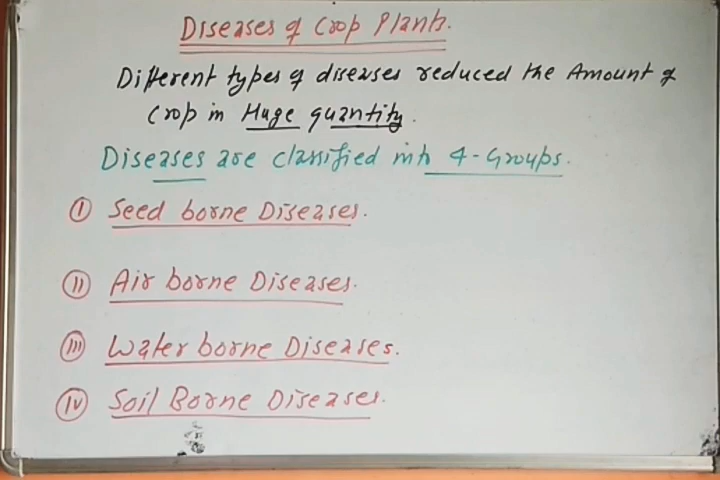 Diseases of Crop Plants.
Different types of diseases reduced the Amount of
Crop in Huge quantity.
Diseases are classified into 4-Groups.
(I) Seed borne Diseases.
(II) Air borne Diseases.
(III) Water borne Diseases.
(IV) Soil Borne Diseases.